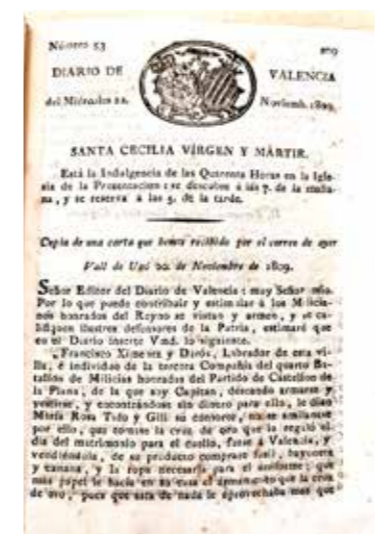 Número 53
209
DIARIO DE
VALENCIA
del Miércoles 22.
Noviemb. 1809.
SANTA CECILIA VÍRGEN Y MÁRTIR.
Está la Indulgencia de las Quarenta Horas en la Igle-
sia de la Presentacion : se descubre á las 7. de la maña-
na, y se reserva á las 5. de la tarde.
Copia de una carta que hemos recibido por el correo de ayer
Vall de Uxó 20. de Noviembre de 1809.
Señor Editor del Diario de Valencia : muy Señor mio.
Por lo que puede contribuir y estimular á los Milicia-
nos honrados del Reyno se vistan y armen, y se ca-
lifiquen ilustres defensores de la Patria, estimaré que
en el Diario inserte Vmd. lo siguiente.
„Francisco Ximenez y Darós, Labrador de esta vi-
lla, é individuo de la tercera Compañía del quarto Ba-
tallon de Milicias honradas del Partido de Castellon de
la Plana, de la que soy Capitan, deseando armarse y
vestirse, y encontrándose sin dinero para ello, le dixo
María Rosa Todo y Gili su consorte, no se
por ello, que tomase la cruz de oro que la regaló el
dia del matrimonio para el cuello, fuese á Valencia, y
vendiéndola, de su producto comprase fusil, bayoneta
y canana, y la ropa necesaria para el uniforme; que
mas papel le hacía en su casa el armamento que la cruz
de oro, pues que esta de nada le aprovechaba mas que